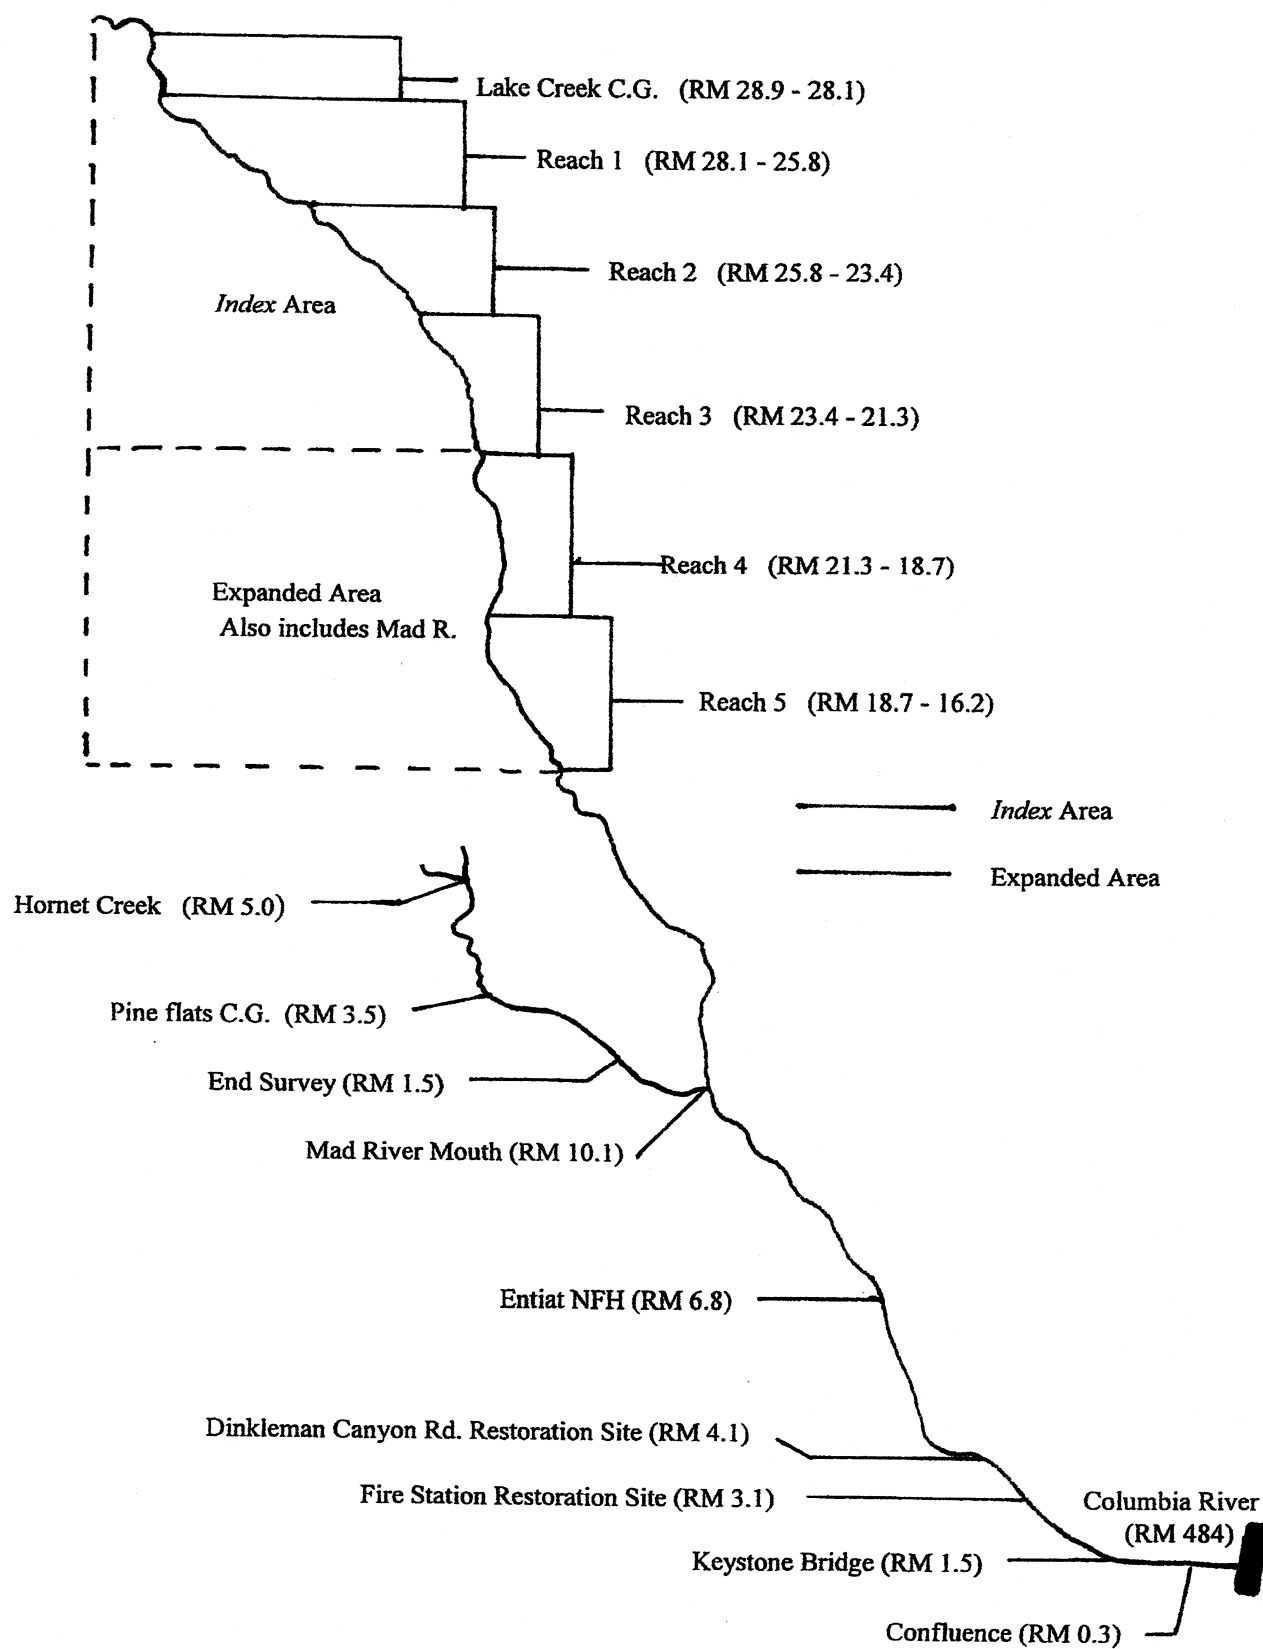 Lake Creek C.G. (RM 28.9 - 28.1)
Reach 1 (RM 28.1 - 25.8)
Reach 2 (RM 25.8 - 23.4)
Index Area
Reach 3 (RM 23.4 - 21.3)
Reach 4 (RM 21.3 - 18.7)
Expanded Area
Also includes Mad R.
Reach 5 (RM 18.7 - 16.2)
Index Area
Expanded Area
Hornet Creek (RM 5.0)
Pine flats C.G. (RM 3.5)
End Survey (RM 1.5)
Mad River Mouth (RM 10.1)
Entiat NFH (RM 6.8)
Dinkleman Canyon Rd. Restoration Site (RM 4.1)
Fire Station Restoration Site (RM 3.1)
Columbia River
(RM 484)
Keystone Bridge (RM 1.5)
Confluence (RM 0.3)